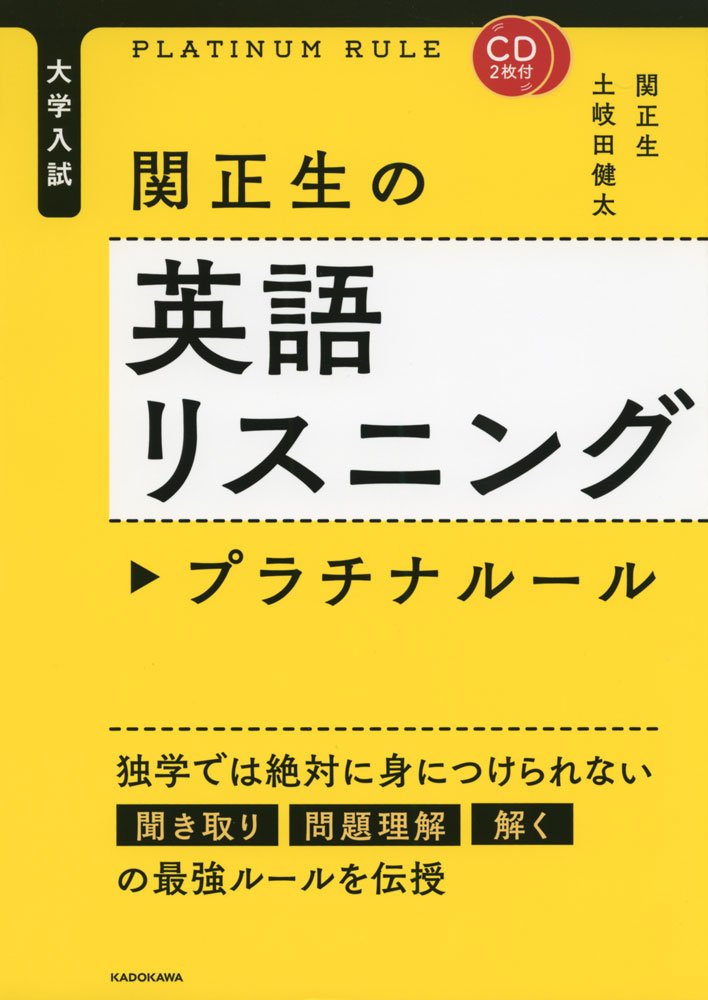 大学入試
PLATINUM RULE
CD
2枚付
関正生
土岐田健太
関正生の
英語
リスニング
▶プラチナルール
独学では絶対に身につけられない
聞き取り 問題理解 解く
の最強ルールを伝授
KADOKAWA